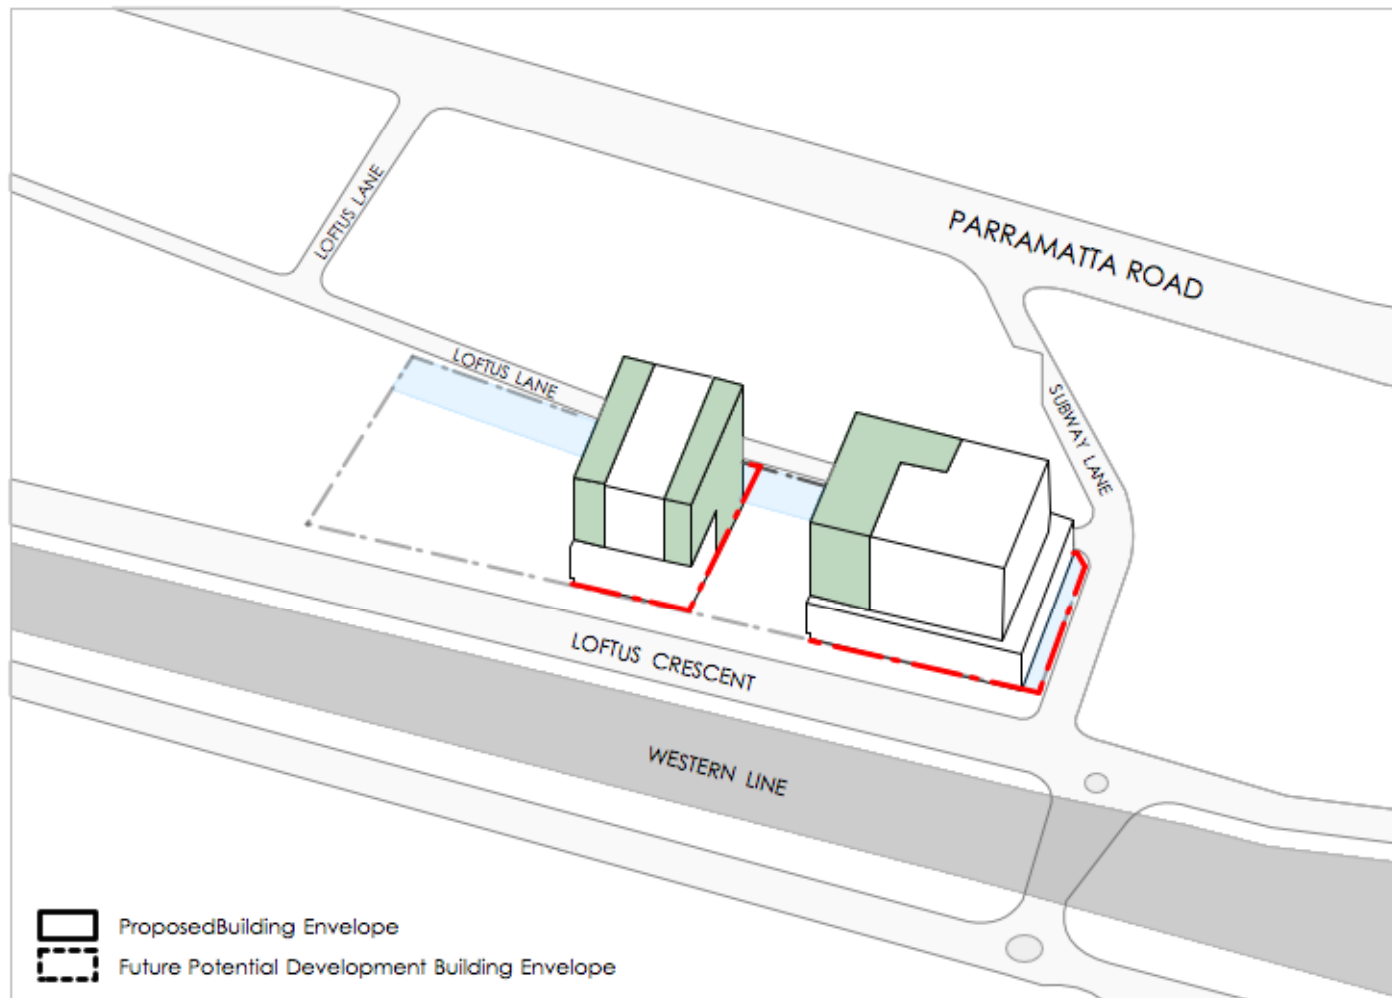 LOFTUS LANE
PARRAMATTA ROAD
LOFTUS LANE
SUBWAY LANE
LOFTUS CRESCENT
WESTERN LINE
ProposedBuilding Envelope
Future Potential Development Building Envelope